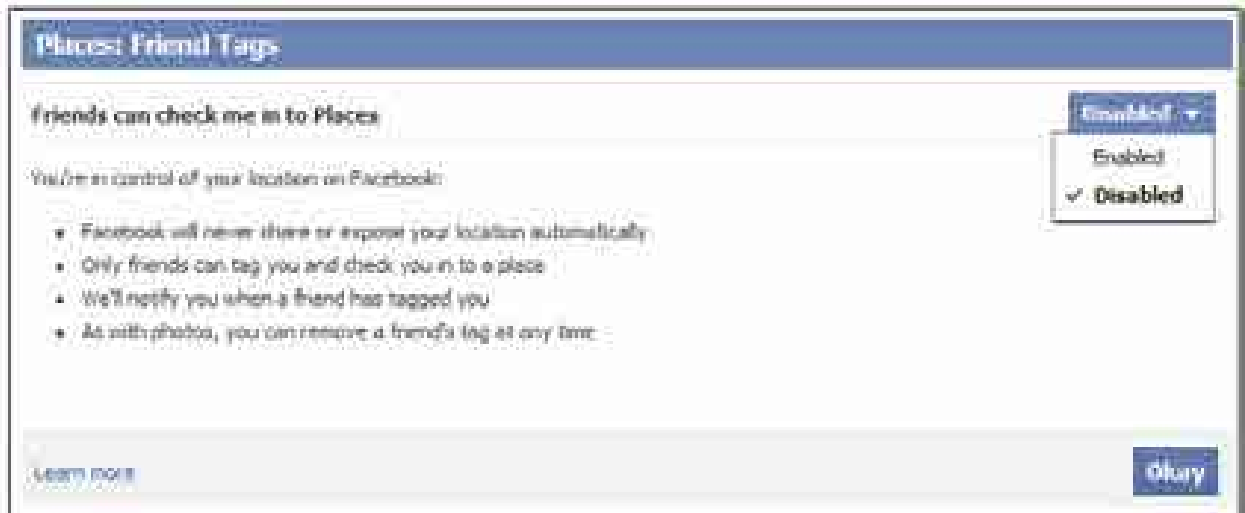 Places: Friend Tags
Friends can check me in to Places
Disabled
Enabled
✓ Disabled
You're in control of your location on Facebook:
• Facebook will never share or expose your location automatically
• Only friends can tag you and check you in to a place
• We'll notify you when a friend has tagged you
• As with photos, you can remove a friend's tag at any time
Learn more
Okay